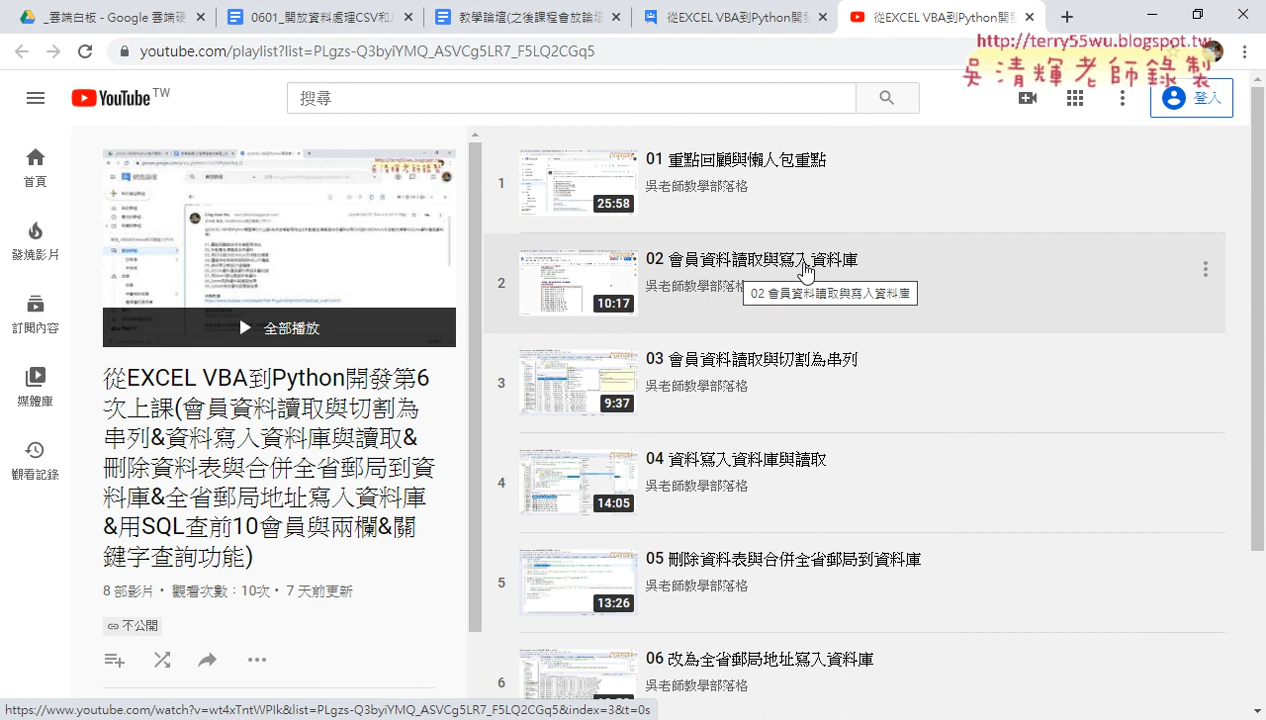 _雲端白板 - Google 雲端硬
0601_開放資料處理CSV和J
教學論壇(之後課程會放論壇
從EXCEL VBA到Python開發
從EXCEL VBA到Python開發
youtube.com/playlist?list=PLgzs-Q3byiYMQ_ASVCg5LR7_F5LQ2CGq5
http://terry55wu.blogspot.tw
吳清輝老師錄製
YouTube TW
搜尋
登入
首頁
發燒影片
訂閱內容
媒體庫
觀看記錄
全部播放
從EXCEL VBA到Python開發第6
次上課(會員資料讀取與切割為
串列&資料寫入資料庫與讀取&
刪除資料表與合併全省郵局到資
料庫&全省郵局地址寫入資料庫
&用SQL查前10會員與兩欄&關
鍵字查詢功能)
8 部影片・ 觀看次數：10次・ 7 天前更新
不公開
1
25:58
01 重點回顧與懶人包重點
吳老師教學部落格
2
10:17
02 會員資料讀取與寫入資料庫
吳老師教學部落格
02 會員資料讀取與寫入資料庫
3
9:37
03 會員資料讀取與切割為串列
吳老師教學部落格
4
14:05
04 資料寫入資料庫與讀取
吳老師教學部落格
5
13:26
05 刪除資料表與合併全省郵局到資料庫
吳老師教學部落格
6
06 改為全省郵局地址寫入資料庫
吳老師教學部落格
https://www.youtube.com/watch?v=wt4xTntWPIk&list=PLgzs-Q3byiYMQ_ASVCg5LR7_F5LQ2CGq5&index=3&t=0s